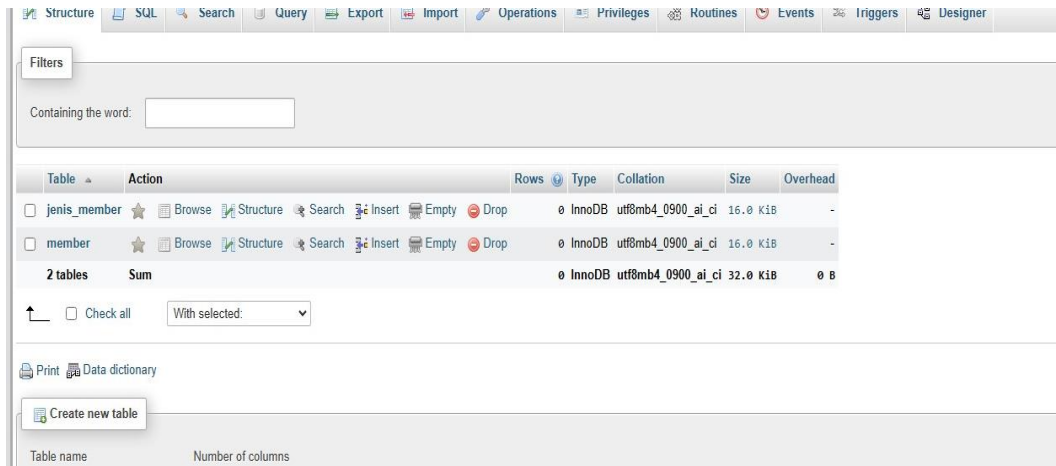 Structure SQL Search Query Export Import Operations Privileges Routines Events Triggers Designer
Filters
Containing the word:
Table Action Rows Type Collation Size Overhead
jenis_member Browse Structure Search Insert Empty Drop 0 InnoDB utf8mb4_0900_ai_ci 16.0 KiB -
member Browse Structure Search Insert Empty Drop 0 InnoDB utf8mb4_0900_ai_ci 16.0 KiB -
2 tables Sum 0 InnoDB utf8mb4_0900_ai_ci 32.0 KiB 0 B
Check all With selected:
Print Data dictionary
Create new table
Table name Number of columns